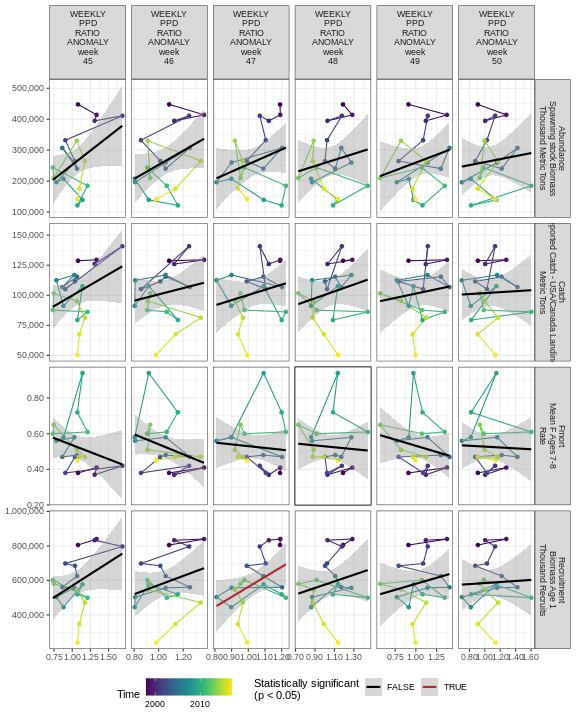 WEEKLY PPD RATIO ANOMALY week 45
WEEKLY PPD RATIO ANOMALY week 46
WEEKLY PPD RATIO ANOMALY week 47
WEEKLY PPD RATIO ANOMALY week 48
WEEKLY PPD RATIO ANOMALY week 49
WEEKLY PPD RATIO ANOMALY week 50
500,000
400,000
300,000
200,000
100,000
Abundance
Spawning stock Biomass
Thousand Metric Tons
150,000
125,000
100,000
75,000
50,000
Catch
ported Catch - USA/Canada Landin
Metric Tons
0.80
0.60
0.40
0.20
Fmort
Mean F Ages 7-8
Rate
1,000,000
800,000
600,000
400,000
Recruitment
Biomass Age 1
Thousand Recruits
0.75 1.00 1.25 1.50
0.80 1.00 1.20
0.80 0.90 1.00 1.10 1.20
0.70 0.90 1.10 1.30
0.75 1.00 1.25
0.80 1.00 1.20 1.40 1.60
Time
2000 2010
Statistically significant
(p < 0.05)
FALSE
TRUE